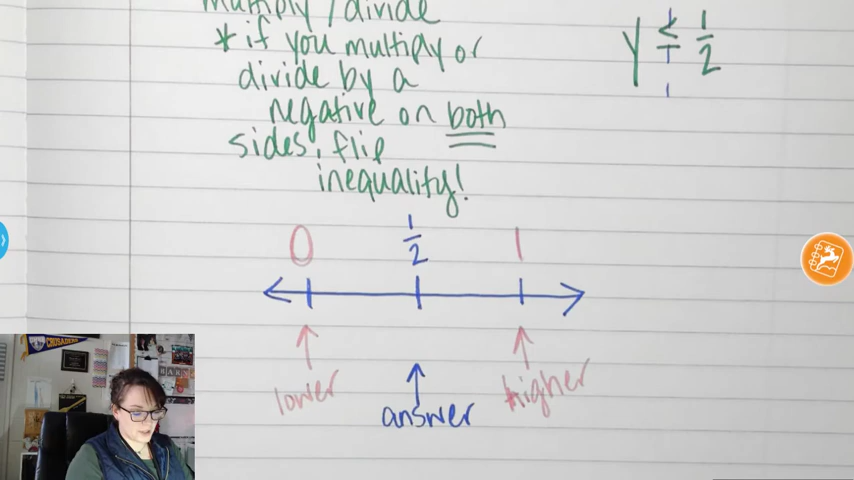 multiply / divide
* if you multiply or
divide by a
negative on both
sides, flip
inequality!
y ≤ 1/2
0 1/2 1
lower answer higher
CRUSADERS